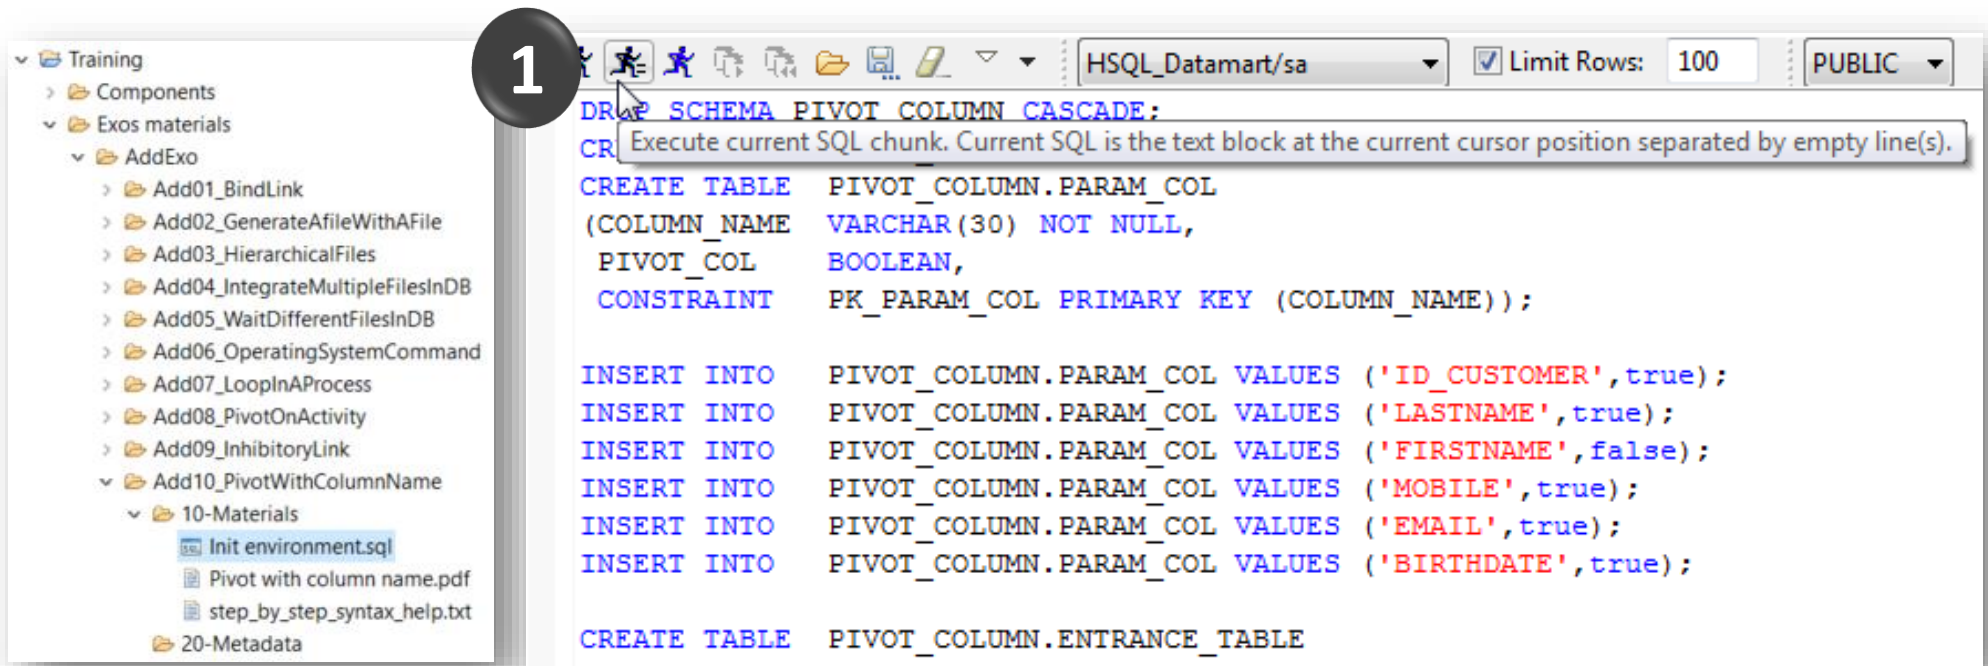 Training
Components
Exos materials
AddExo
Add01_BindLink
Add02_GenerateAfileWithAFile
Add03_HierarchicalFiles
Add04_IntegrateMultipleFilesInDB
Add05_WaitDifferentFilesInDB
Add06_OperatingSystemCommand
Add07_LoopInAProcess
Add08_PivotOnActivity
Add09_InhibitoryLink
Add10_PivotWithColumnName
10-Materials
Init environment.sql
Pivot with column name.pdf
step_by_step_syntax_help.txt
20-Metadata
1
HSQL_Datamart/sa Limit Rows: 100 PUBLIC
DROP SCHEMA PIVOT_COLUMN CASCADE;
Execute current SQL chunk. Current SQL is the text block at the current cursor position separated by empty line(s).
CREATE TABLE PIVOT_COLUMN.PARAM_COL
(COLUMN_NAME VARCHAR(30) NOT NULL,
PIVOT_COL BOOLEAN,
CONSTRAINT PK_PARAM_COL PRIMARY KEY (COLUMN_NAME));
INSERT INTO PIVOT_COLUMN.PARAM_COL VALUES ('ID_CUSTOMER',true);
INSERT INTO PIVOT_COLUMN.PARAM_COL VALUES ('LASTNAME',true);
INSERT INTO PIVOT_COLUMN.PARAM_COL VALUES ('FIRSTNAME',false);
INSERT INTO PIVOT_COLUMN.PARAM_COL VALUES ('MOBILE',true);
INSERT INTO PIVOT_COLUMN.PARAM_COL VALUES ('EMAIL',true);
INSERT INTO PIVOT_COLUMN.PARAM_COL VALUES ('BIRTHDATE',true);
CREATE TABLE PIVOT_COLUMN.ENTRANCE_TABLE